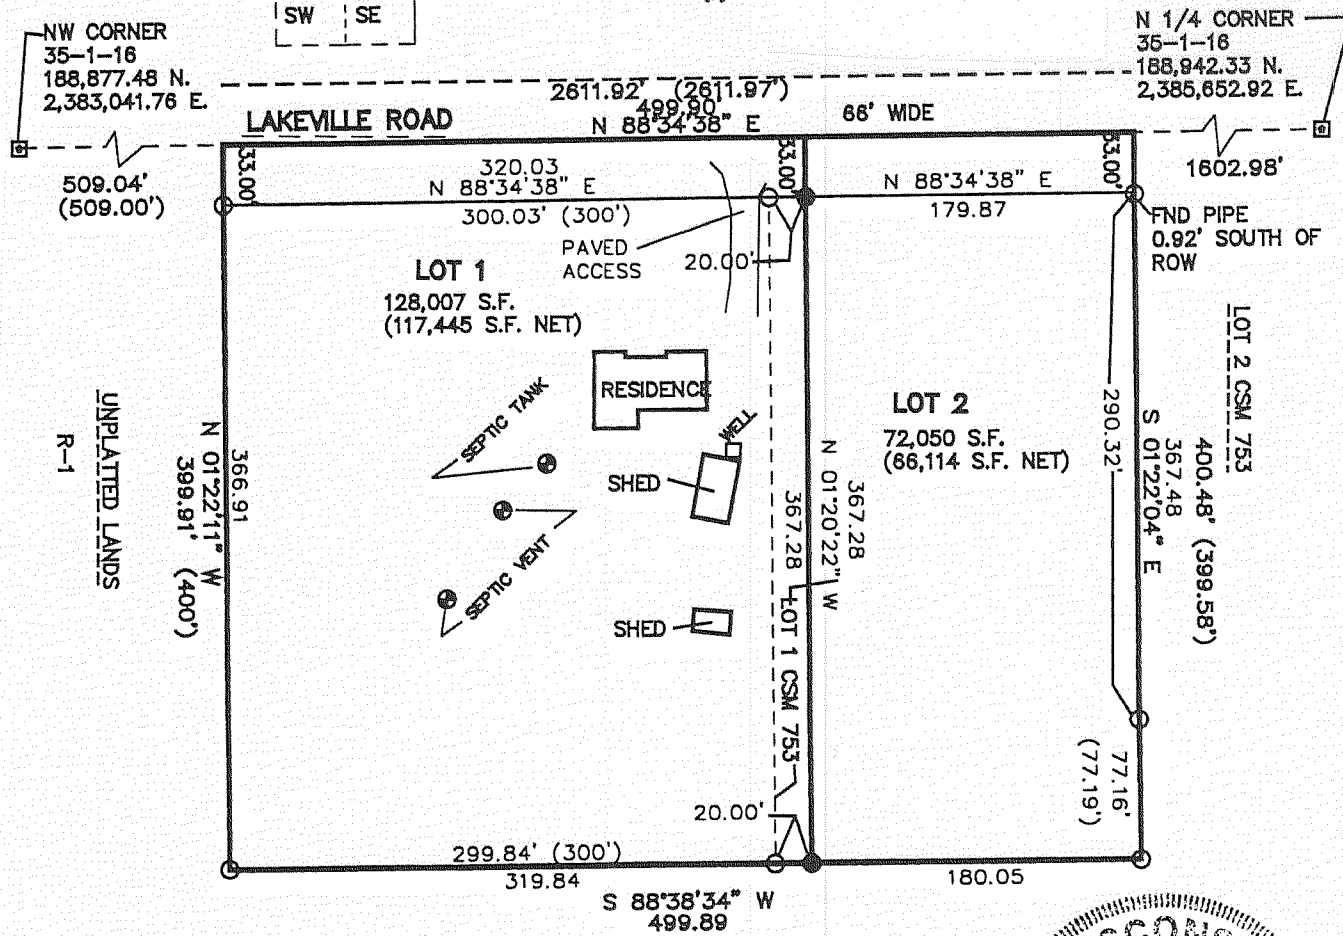 SW SE
NW CORNER
35-1-16
188,877.48 N.
2,383,041.76 E.
N 1/4 CORNER
35-1-16
188,942.33 N.
2,385,652.92 E.
2611.92' (2611.97')
499.90'
LAKEVILLE ROAD
N 88°34'38" E
66' WIDE
509.04'
(509.00')
33.00'
320.03
N 88°34'38" E
300.03' (300')
33.00'
N 88°34'38" E
179.87
33.00'
1602.98'
FND PIPE
0.92' SOUTH OF
ROW
PAVED
ACCESS
20.00'
LOT 1
128,007 S.F.
(117,445 S.F. NET)
RESIDENCE
SEPTIC TANK
WELL
SHED
SEPTIC VENT
SHED
LOT 2
72,050 S.F.
(66,114 S.F. NET)
UNPLATTED LANDS
R-1
366.91
N 01°22'11" W
399.91' (400')
367.28
N 01°20'22" W
367.28
LOT 1 CSM 753
290.32'
LOT 2 CSM 753
400.48' (399.58')
367.48
S 01°22'04" E
77.16'
(77.19')
20.00'
299.84' (300')
319.84
180.05
S 88°38'34" W
499.89